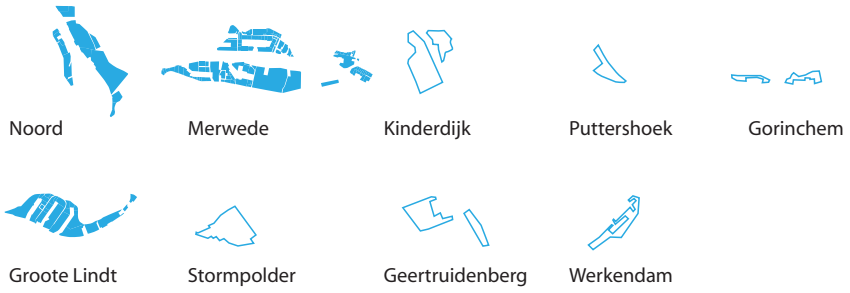 Noord Merwede Kinderdijk Puttershoek Gorinchem
Groote Lindt Stormpolder Geertruidenberg Werkendam